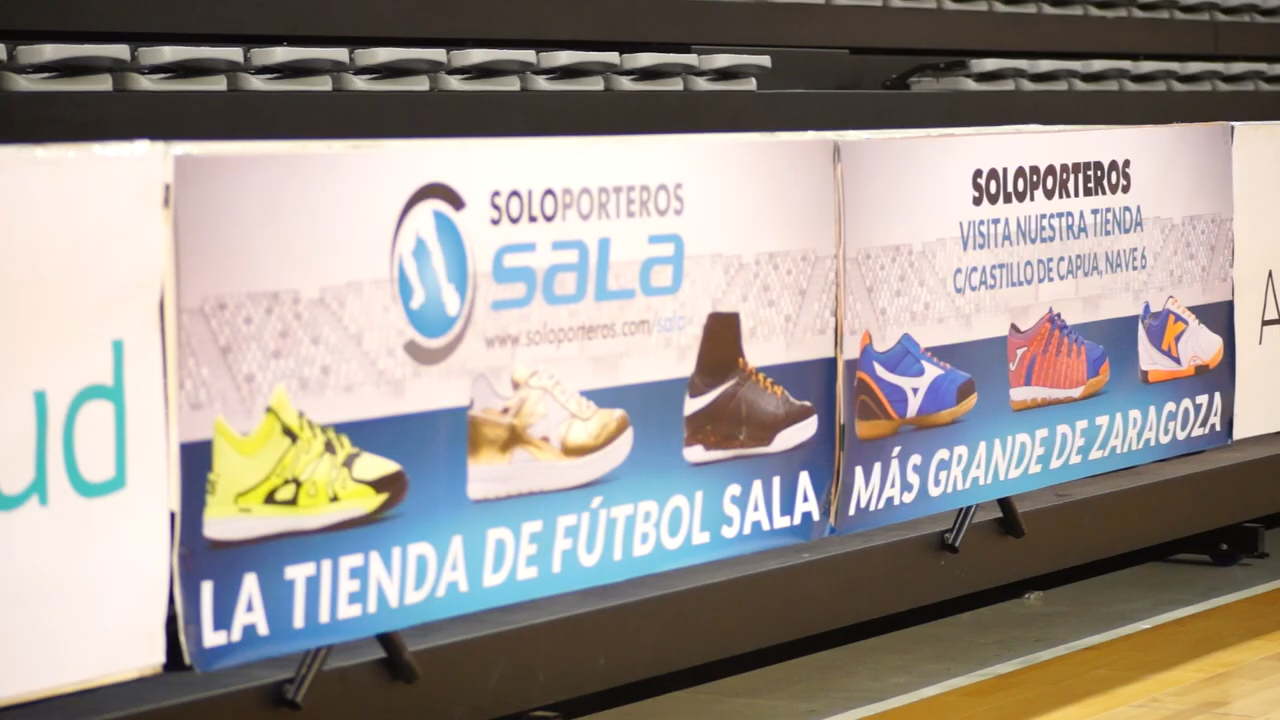 ud
SOLOPORTEROS
sala
www.soloporteros.com/sala
LA TIENDA DE FÚTBOL SALA
SOLOPORTEROS
VISITA NUESTRA TIENDA
C/CASTILLO DE CAPUA, NAVE 6
K
MÁS GRANDE DE ZARAGOZA
A